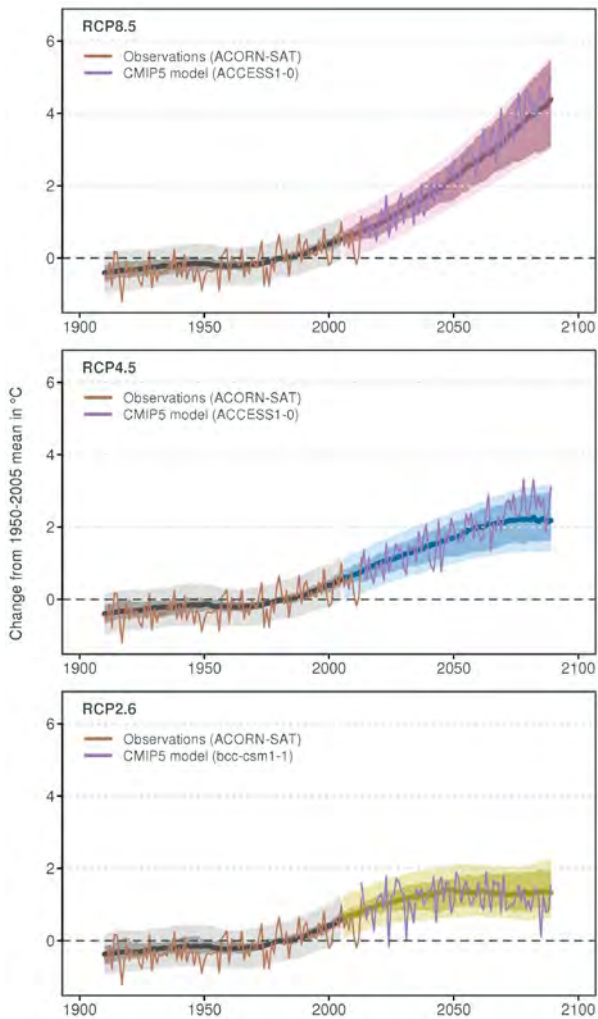 Change from 1950-2005 mean in °C
RCP8.5
Observations (ACORN-SAT)
CMIP5 model (ACCESS1-0)
6
4
2
0
1900 1950 2000 2050 2100
RCP4.5
Observations (ACORN-SAT)
CMIP5 model (ACCESS1-0)
6
4
2
0
1900 1950 2000 2050 2100
RCP2.6
Observations (ACORN-SAT)
CMIP5 model (bcc-csm1-1)
6
4
2
0
1900 1950 2000 2050 2100